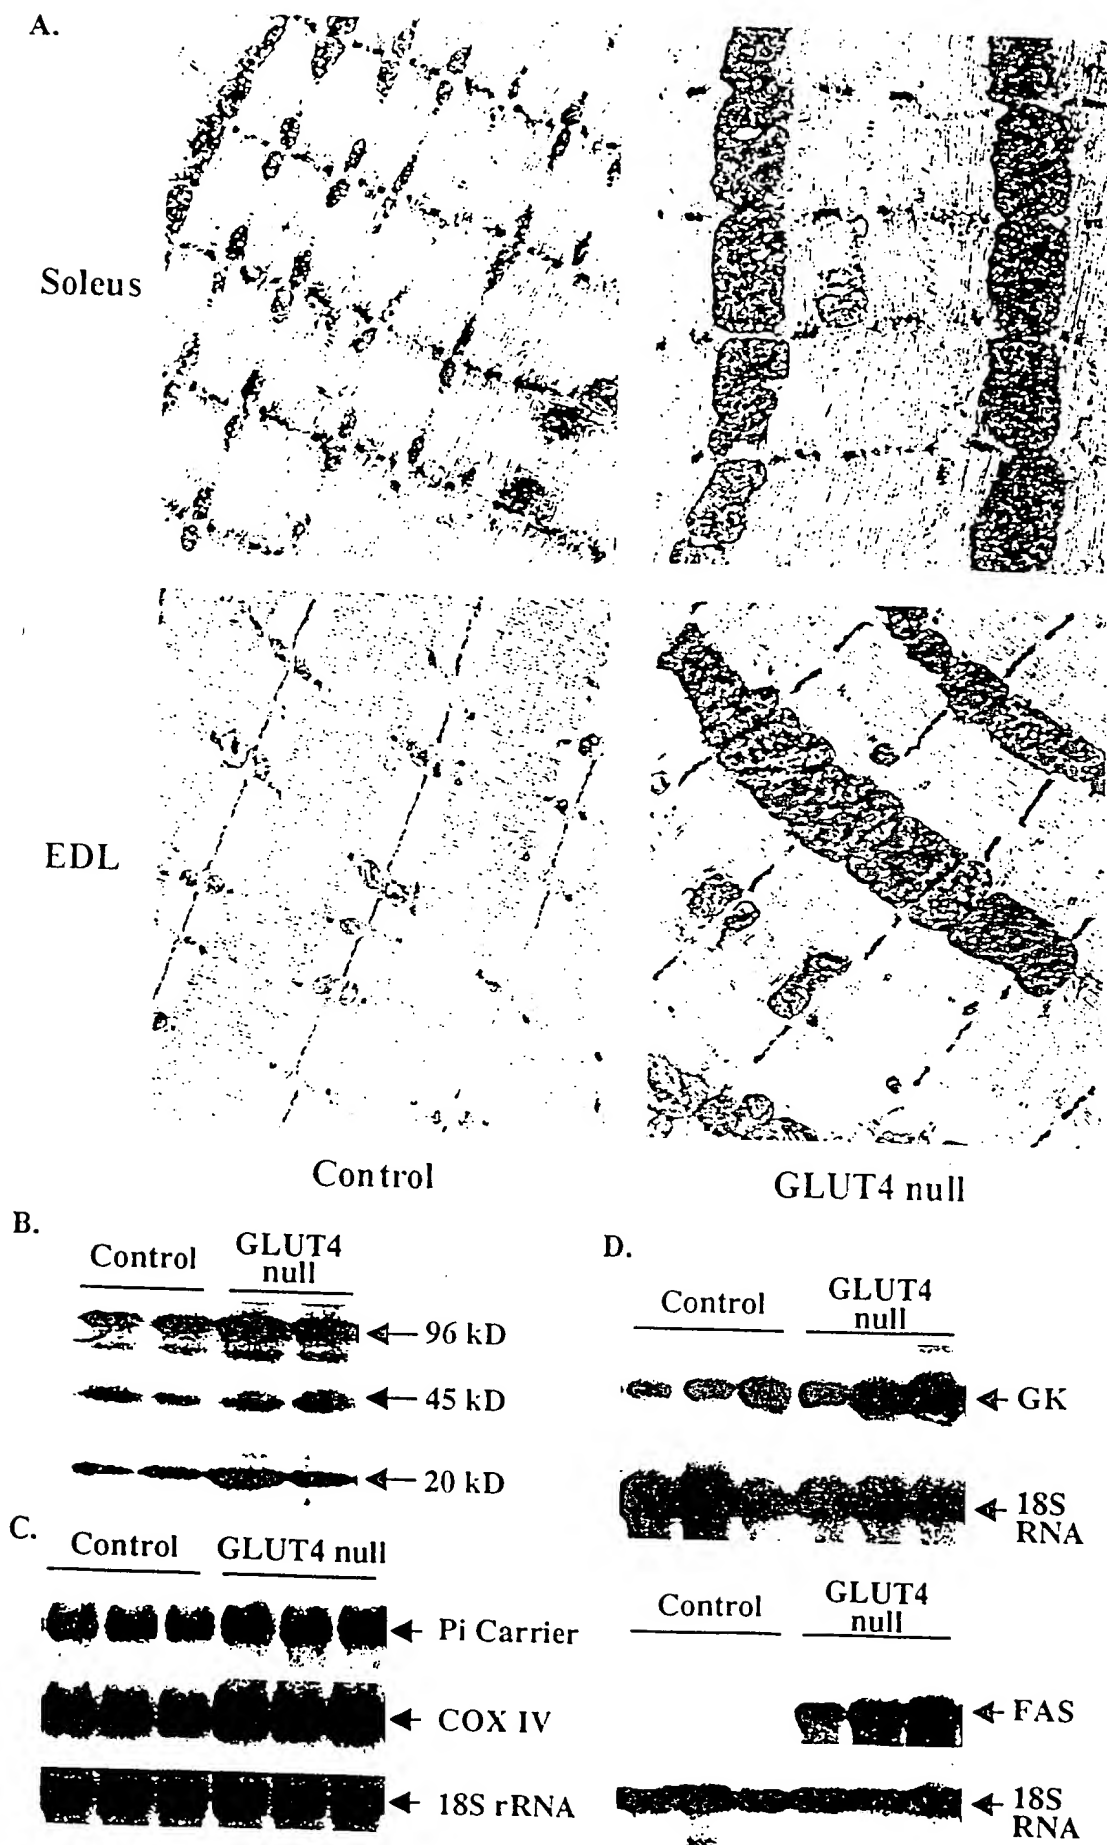 A.
Soleus
EDL
Control
GLUT4 null
B.
Control
GLUT4
null
96 kD
45 kD
20 kD
C.
Control
GLUT4 null
Pi Carrier
COX IV
18S rRNA
D.
Control
GLUT4
null
GK
18S
RNA
Control
GLUT4
null
FAS
18S
RNA